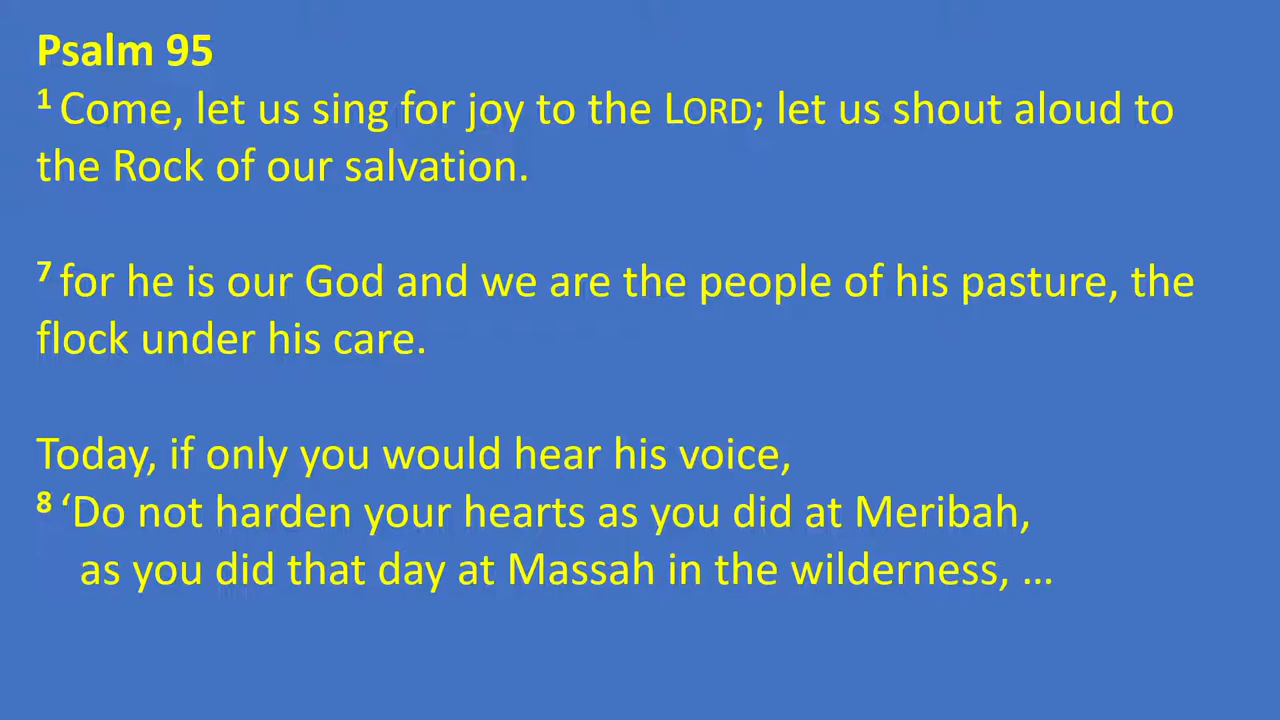 Psalm 95
1 Come, let us sing for joy to the LORD; let us shout aloud to
the Rock of our salvation.
7 for he is our God and we are the people of his pasture, the
flock under his care.
Today, if only you would hear his voice,
8 ‘Do not harden your hearts as you did at Meribah,
as you did that day at Massah in the wilderness, …